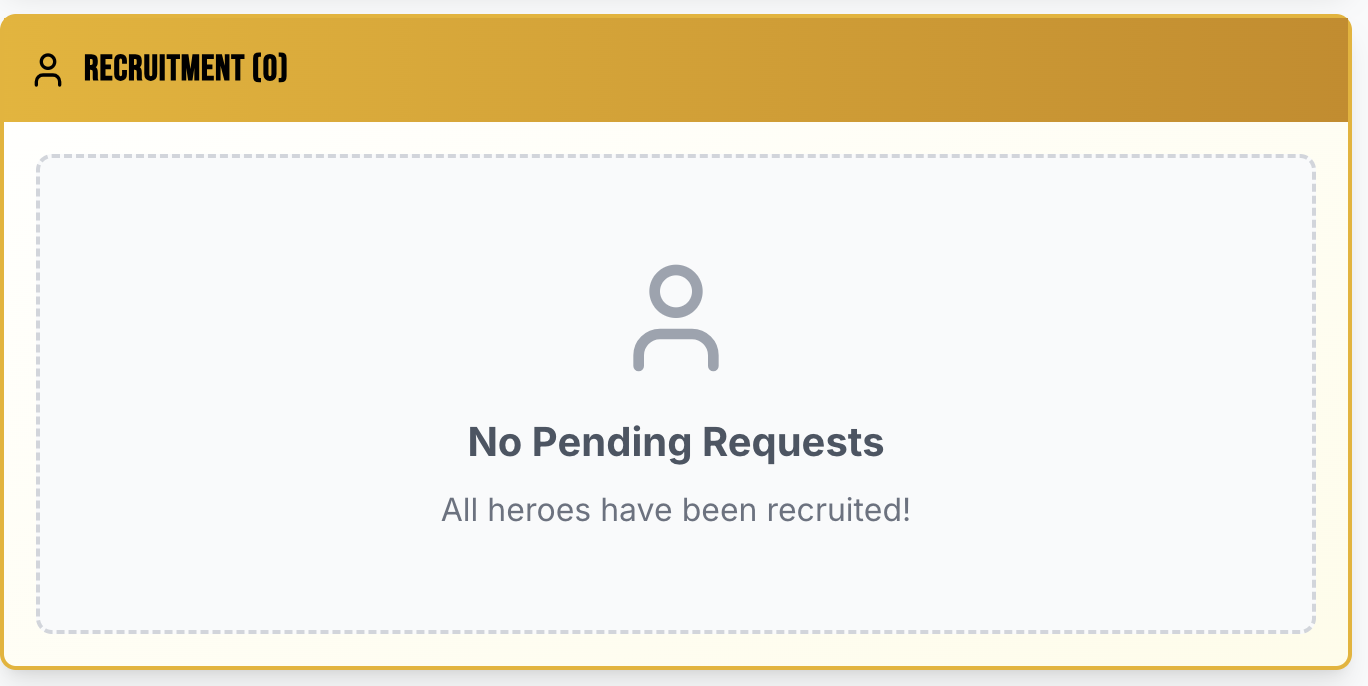 RECRUITMENT (0)
No Pending Requests
All heroes have been recruited!